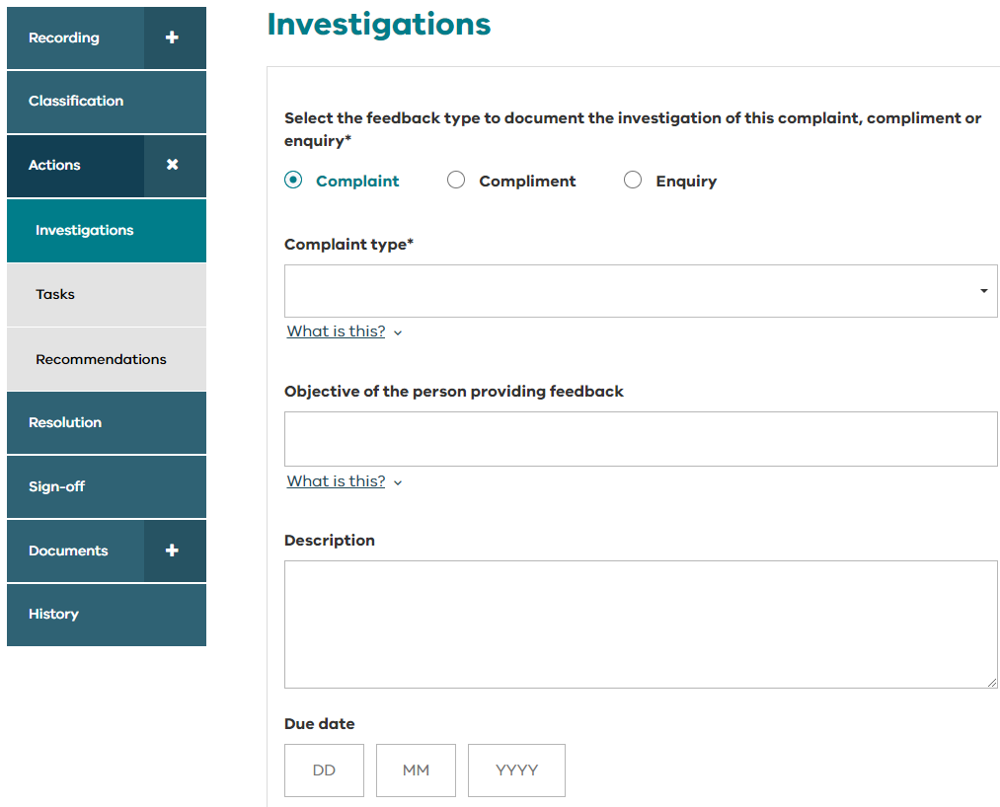 Recording
Classification
Actions
Investigations
Tasks
Recommendations
Resolution
Sign-off
Documents
History
Investigations
Select the feedback type to document the investigation of this complaint, compliment or
enquiry*
Complaint Compliment Enquiry
Complaint type*
What is this?
Objective of the person providing feedback
What is this?
Description
Due date
DD MM YYYY